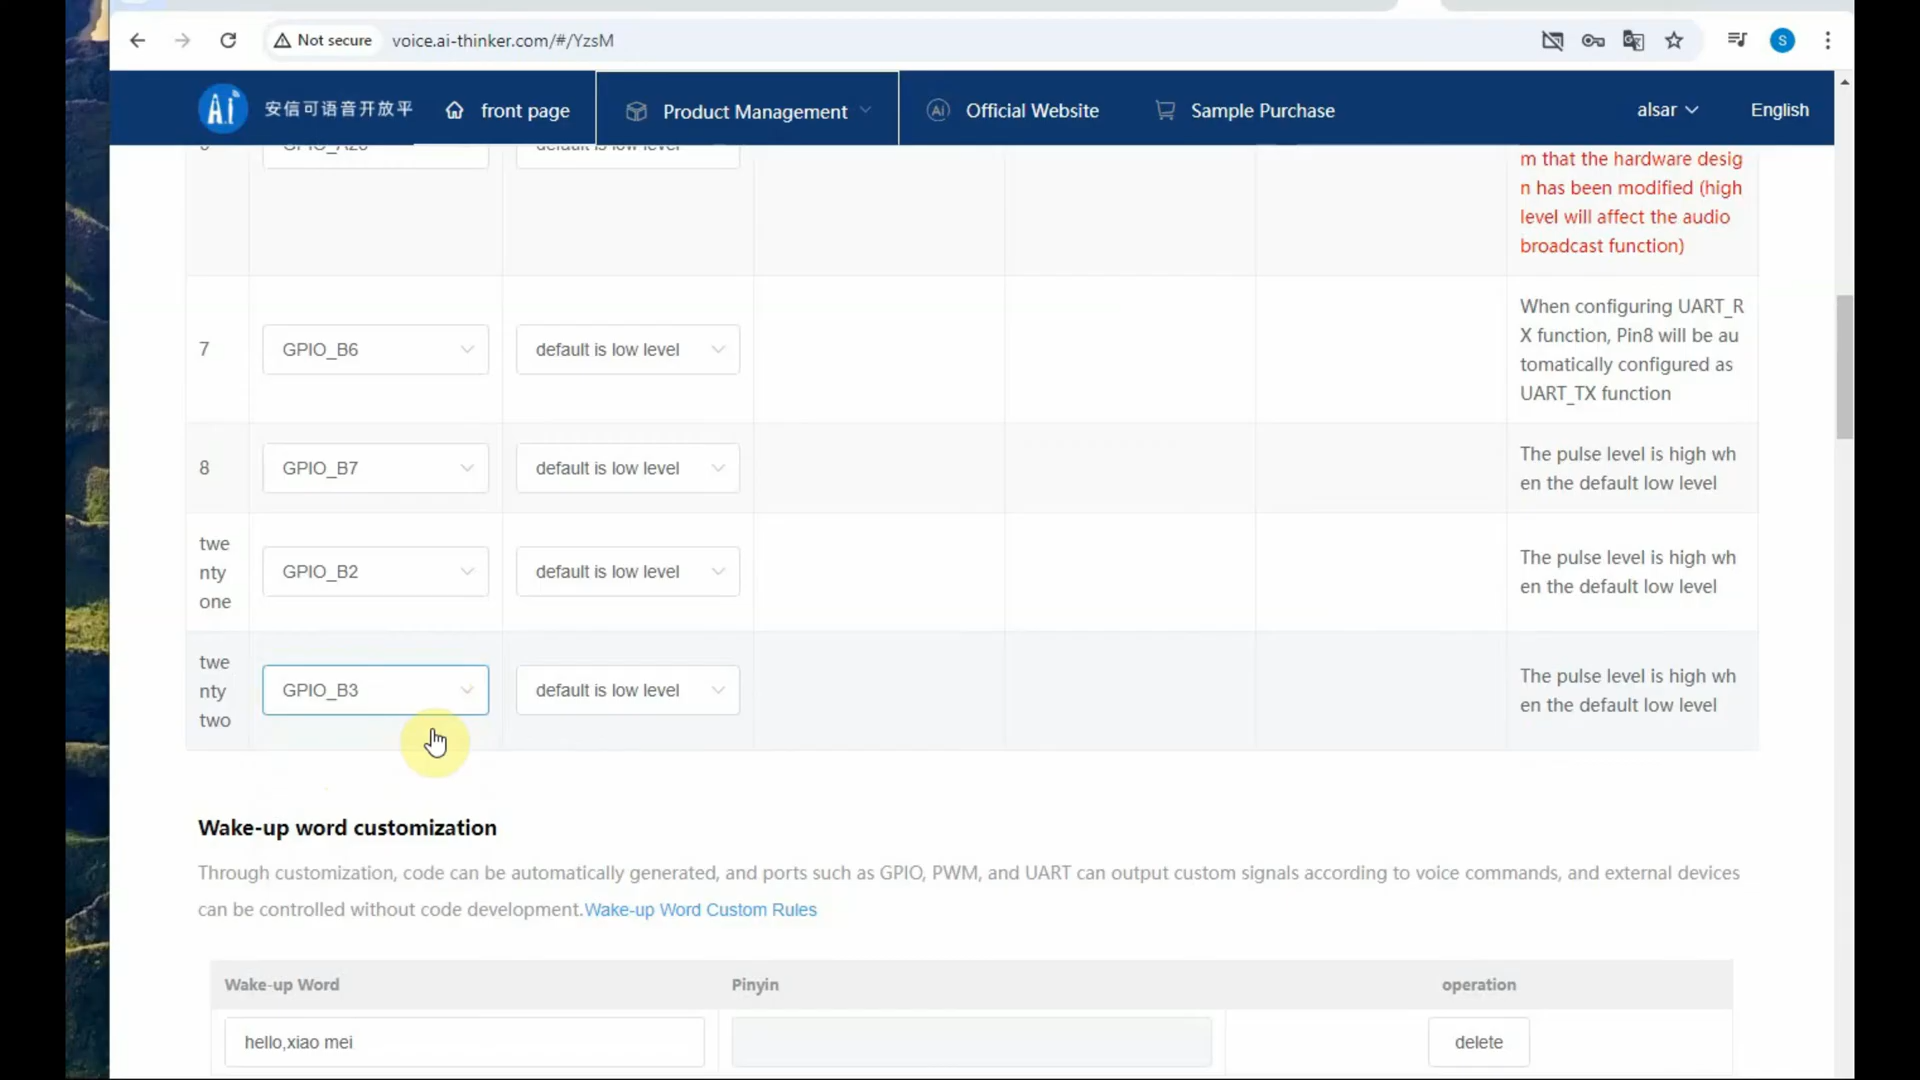 Not secure
voice.ai-thinker.com/#/YzsM
S
Ai 安信可语音开放平 front page Product Management Official Website Sample Purchase alsar English
default is low level
m that the hardware desig
n has been modified (high
level will affect the audio
broadcast function)
7 GPIO_B6 default is low level
When configuring UART_R
X function, Pin8 will be au
tomatically configured as
UART_TX function
8 GPIO_B7 default is low level
The pulse level is high wh
en the default low level
twe
nty
one
GPIO_B2 default is low level
The pulse level is high wh
en the default low level
twe
nty
two
GPIO_B3 default is low level
The pulse level is high wh
en the default low level
Wake-up word customization
Through customization, code can be automatically generated, and ports such as GPIO, PWM, and UART can output custom signals according to voice commands, and external devices
can be controlled without code development.Wake-up Word Custom Rules
Wake-up Word Pinyin operation
hello,xiao mei delete